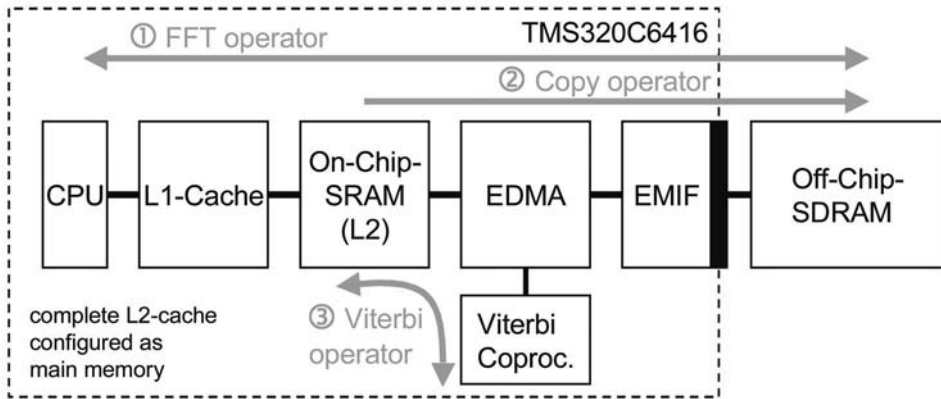 ① FFT operator
TMS320C6416
② Copy operator
CPU
L1-Cache
On-Chip-
SRAM
(L2)
EDMA
EMIF
Off-Chip-
SDRAM
③ Viterbi
operator
Viterbi
Coproc.
complete L2-cache
configured as
main memory